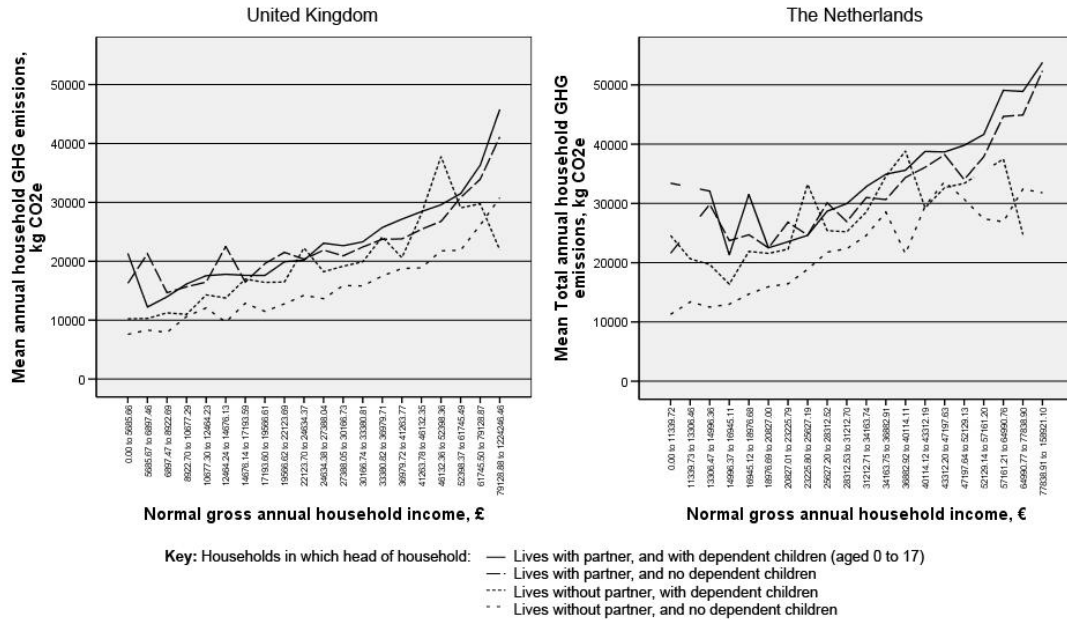 United Kingdom
Mean annual household GHG emissions,
kg CO2e
50000
40000
30000
20000
10000
0
0.00 to 5685.66
5685.67 to 6897.46
6897.47 to 8922.69
8922.70 to 10677.29
10677.30 to 12464.23
12464.24 to 14676.13
14676.14 to 17193.59
17193.60 to 19566.61
19566.62 to 22123.69
22123.70 to 24634.37
24634.38 to 27388.04
27388.05 to 30166.73
30166.74 to 33380.81
33380.82 to 36979.71
36979.72 to 41263.77
41263.78 to 46132.35
46132.36 to 52398.36
52398.37 to 61745.49
61745.50 to 79128.87
79128.88 to 1224246.46
Normal gross annual household income, £
The Netherlands
Mean Total annual household GHG
emissions, kg CO2e
50000
40000
30000
20000
10000
0
0.00 to 11339.72
11339.73 to 13306.46
13306.47 to 14996.36
14996.37 to 16945.11
16945.12 to 18976.68
18976.69 to 20827.00
20827.01 to 23225.79
23225.80 to 25627.19
25627.20 to 28312.52
28312.53 to 31212.70
31212.71 to 34163.74
34163.75 to 36882.91
36882.92 to 40114.11
40114.12 to 43312.19
43312.20 to 47197.63
47197.64 to 52129.13
52129.14 to 57161.20
57161.21 to 64990.76
64990.77 to 77838.90
77838.91 to 158921.10
Normal gross annual household income, €
Key: Households in which head of household:
Lives with partner, and with dependent children (aged 0 to 17)
Lives with partner, and no dependent children
Lives without partner, with dependent children
Lives without partner, and no dependent children